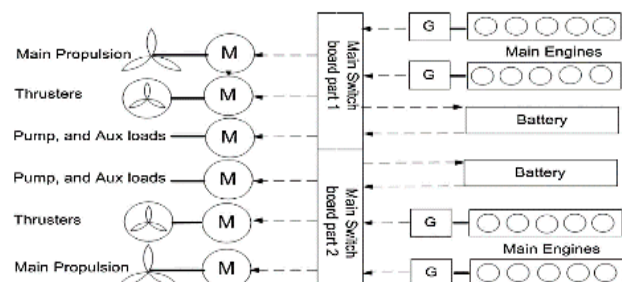 Main Propulsion
M
Thrusters
M
Pump, and Aux loads
M
Pump, and Aux loads
M
Thrusters
M
Main Propulsion
M
Main Switch
board part 1
Main Switch
board part 2
G
Main Engines
G
Battery
Battery
G
Main Engines
G